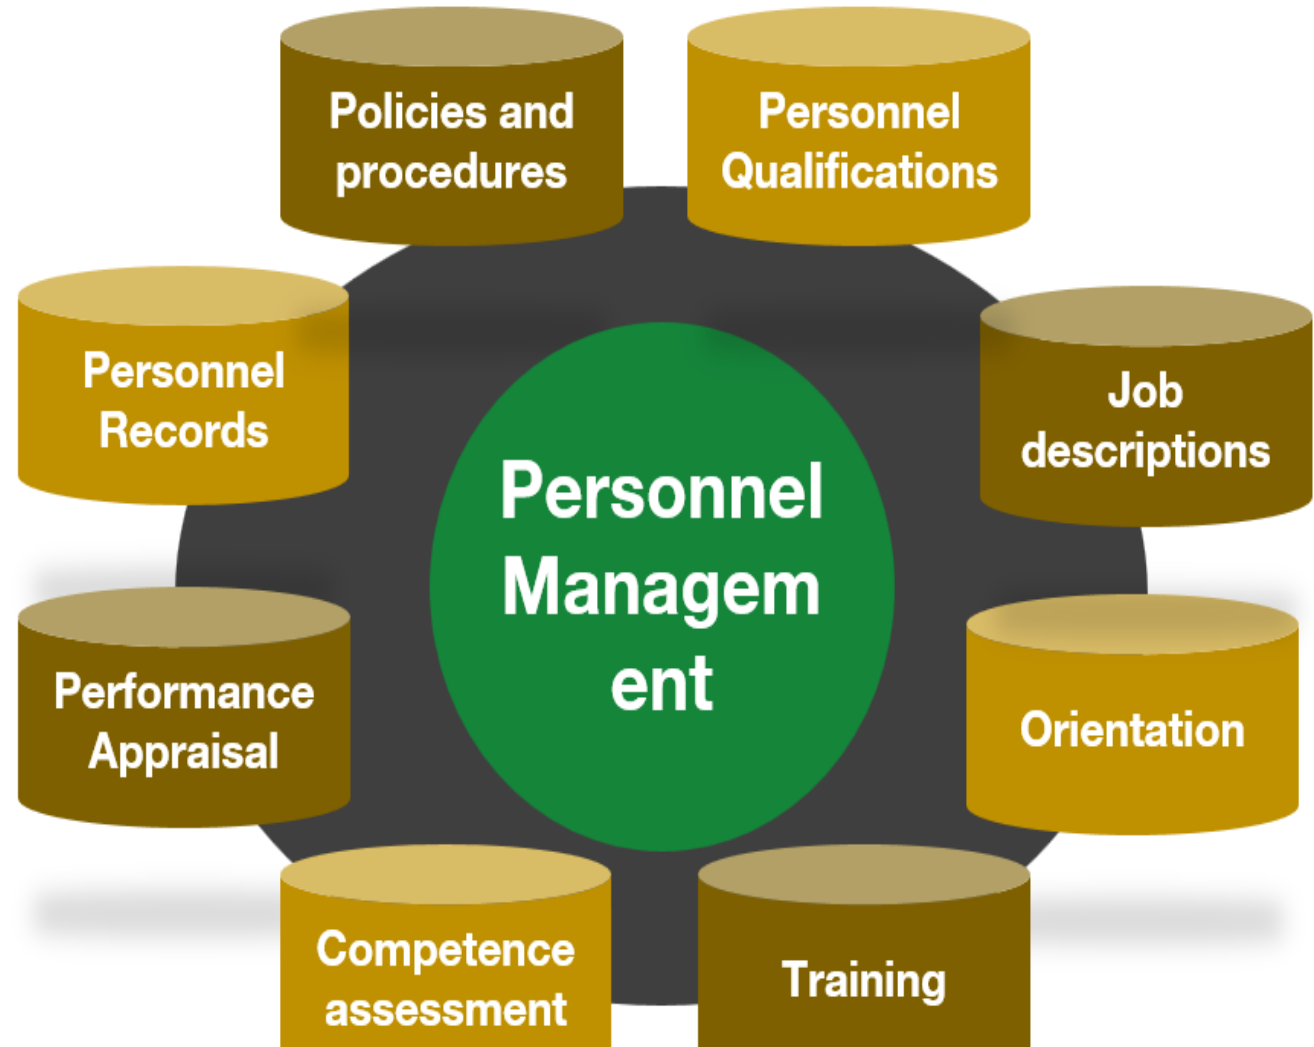 Policies and
procedures
Personnel
Qualifications
Personnel
Records
Job
descriptions
Personnel
Managem
ent
Performance
Appraisal
Orientation
Competence
assessment
Training